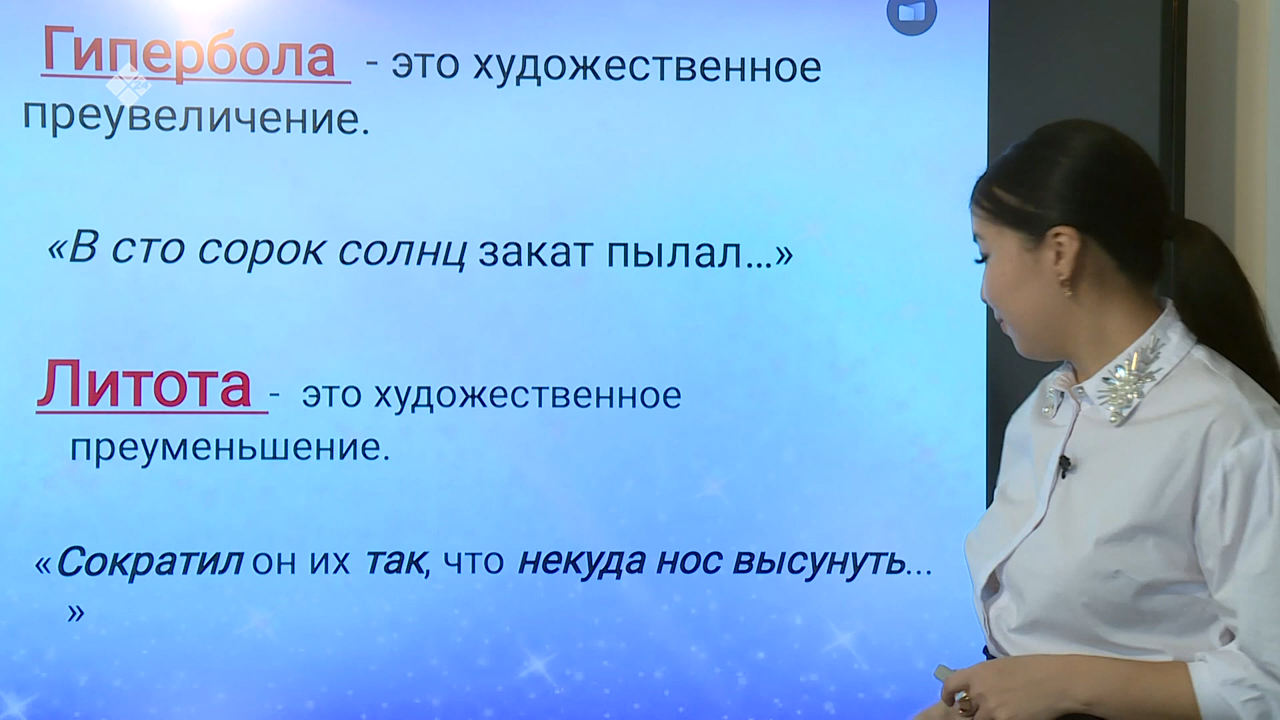 Гипербола - это художественное
преувеличение.
«В сто сорок солнц закат пылал...»
Литота - это художественное
преуменьшение.
«Сократил он их так, что некуда нос высунуть...
»